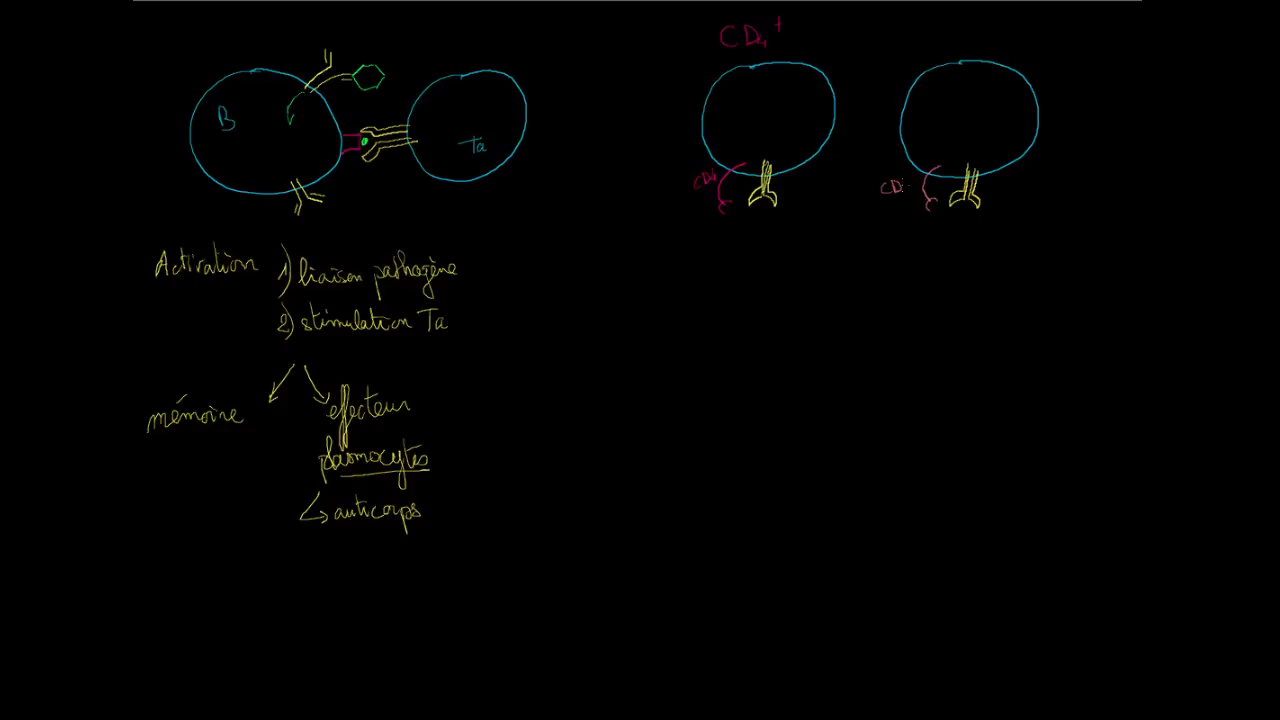 CD4+
B
Ta
CD4
CD
Activation 1) liaison pathogène
2) stimulation Ta
mémoire
effecteur
plasmocytes
↳ anticorps